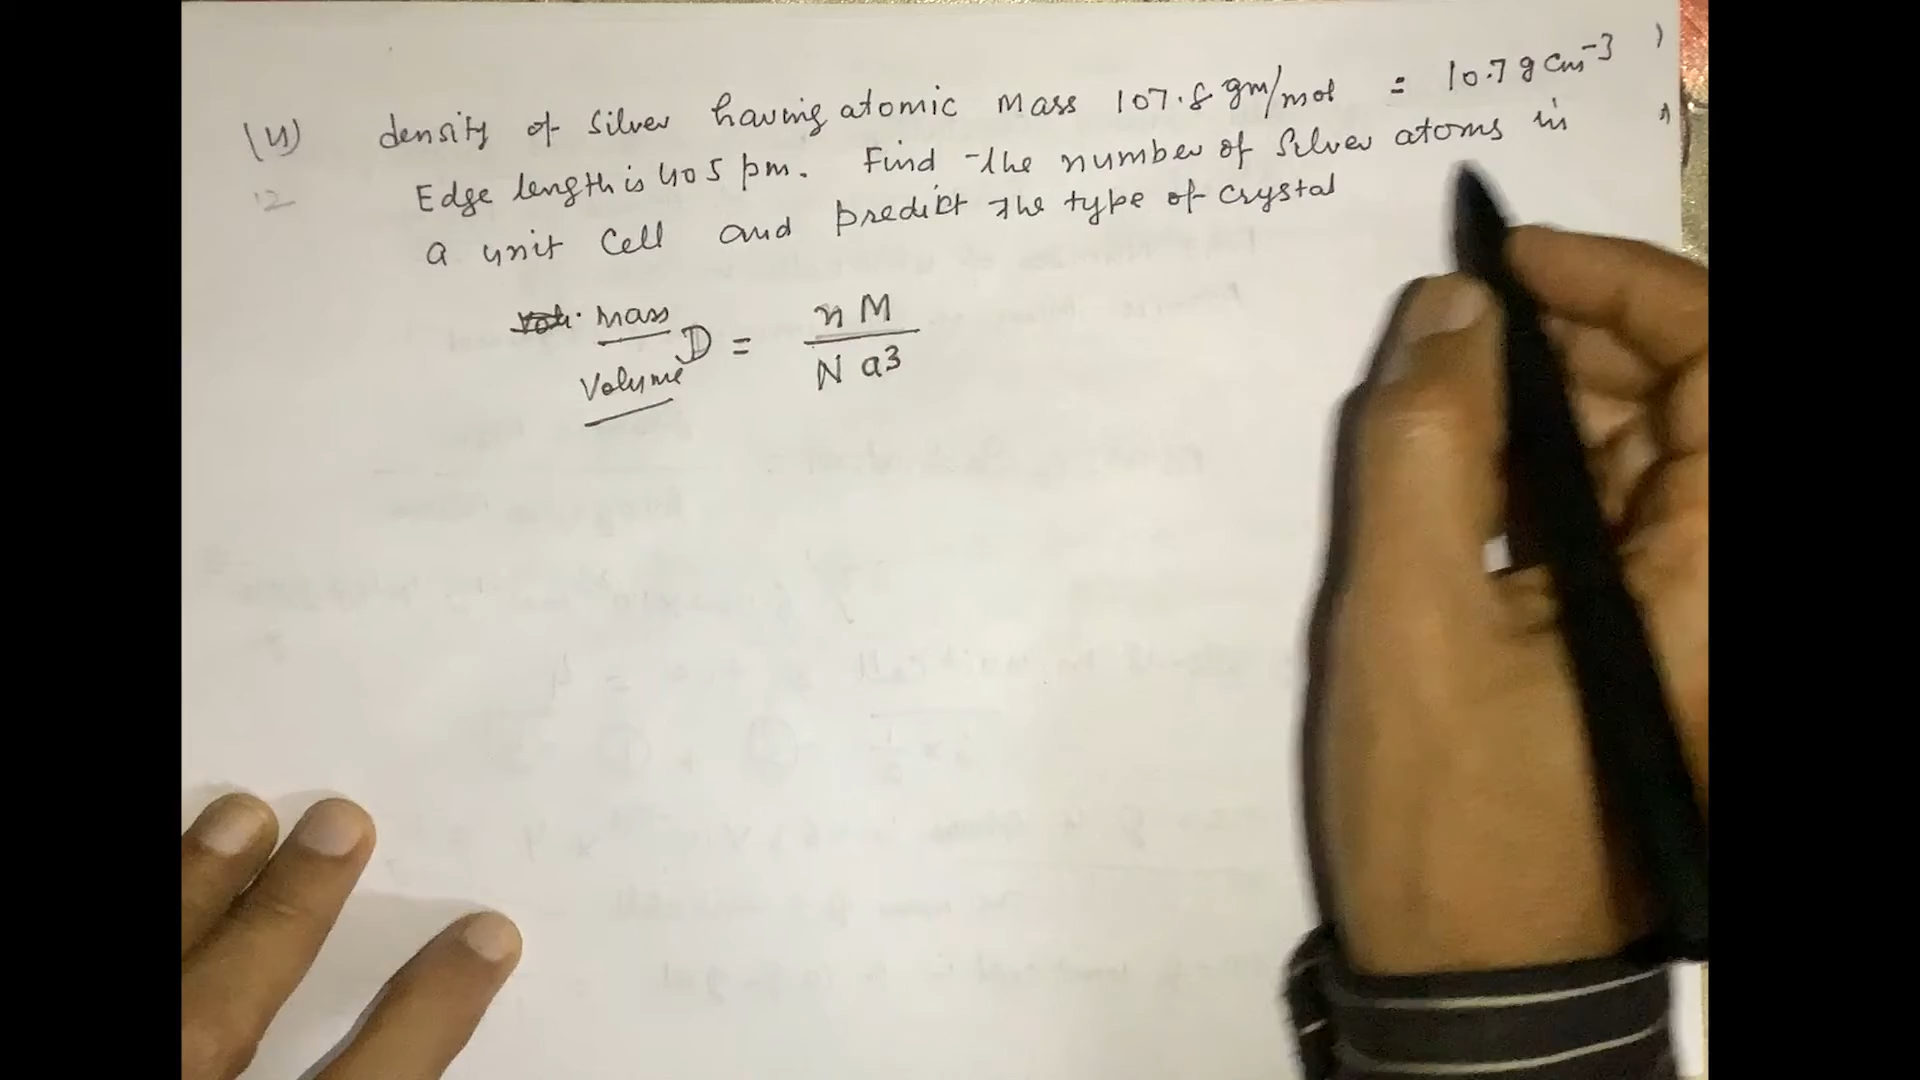 (4) density of Silver having atomic Mass 107.8 gm/mol = 10.7 g cm⁻³,
Edge length is 405 pm. Find the number of Silver atoms in
a unit Cell and predict the type of crystal
mass
Volume
D = n M
N a3